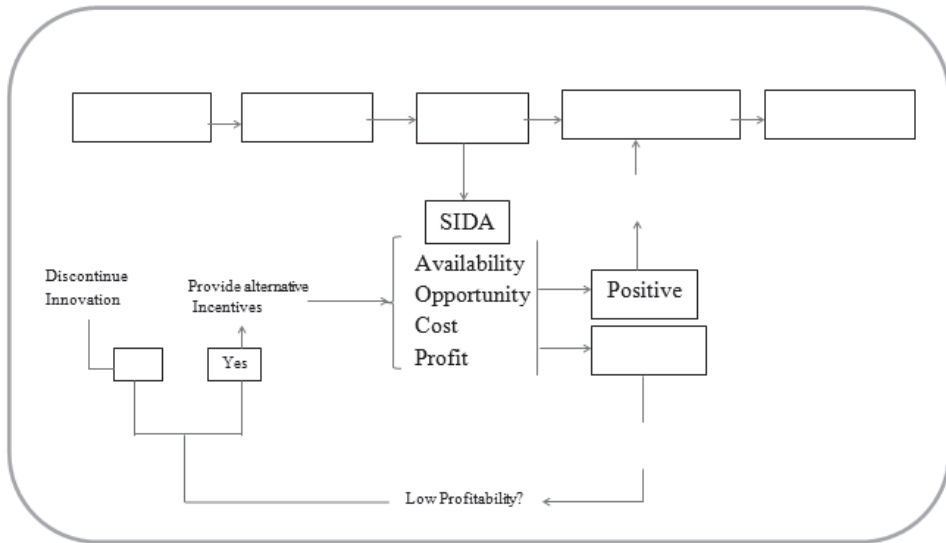 SIDA
Availability
Opportunity
Cost
Profit
Positive
Discontinue
Innovation
Provide alternative
Incentives
Yes
Low Profitability?